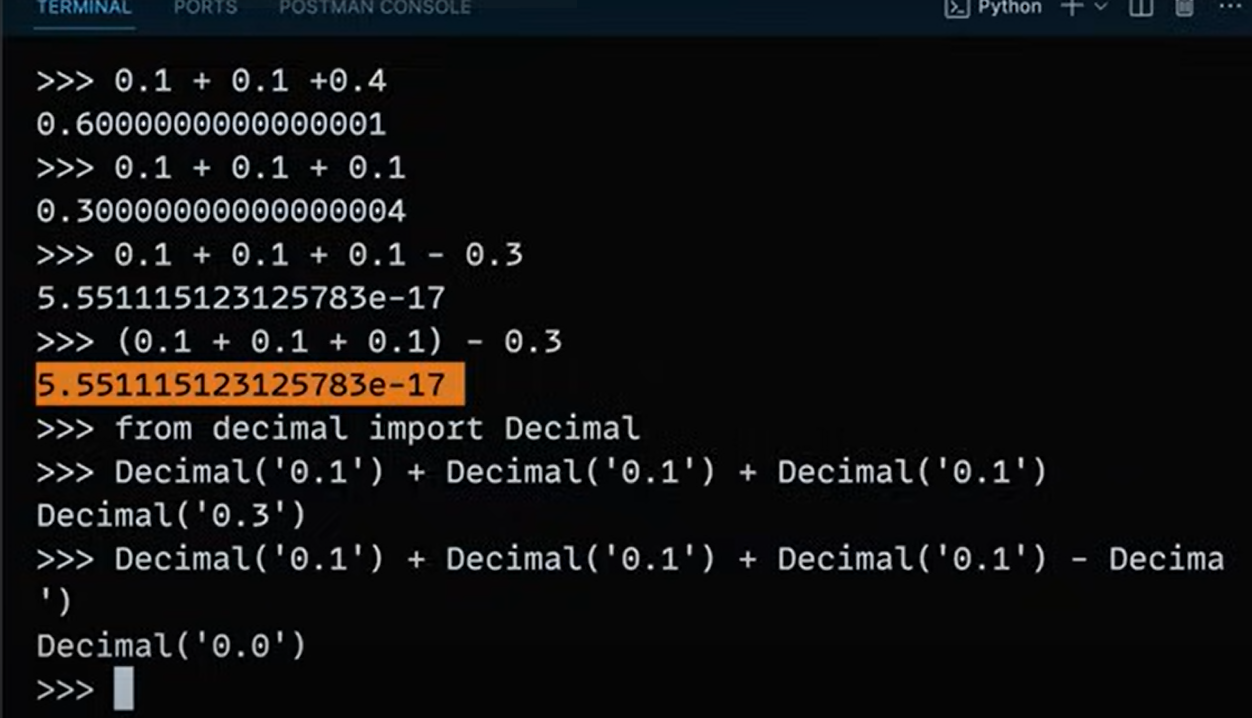 TERMINAL PORTS POSTMAN CONSOLE Python
>>> 0.1 + 0.1 +0.4
0.6000000000000001
>>> 0.1 + 0.1 + 0.1
0.30000000000000004
>>> 0.1 + 0.1 + 0.1 - 0.3
5.551115123125783e-17
>>> (0.1 + 0.1 + 0.1) - 0.3
5.551115123125783e-17
>>> from decimal import Decimal
>>> Decimal('0.1') + Decimal('0.1') + Decimal('0.1')
Decimal('0.3')
>>> Decimal('0.1') + Decimal('0.1') + Decimal('0.1') - Decima
')
Decimal('0.0')
>>>